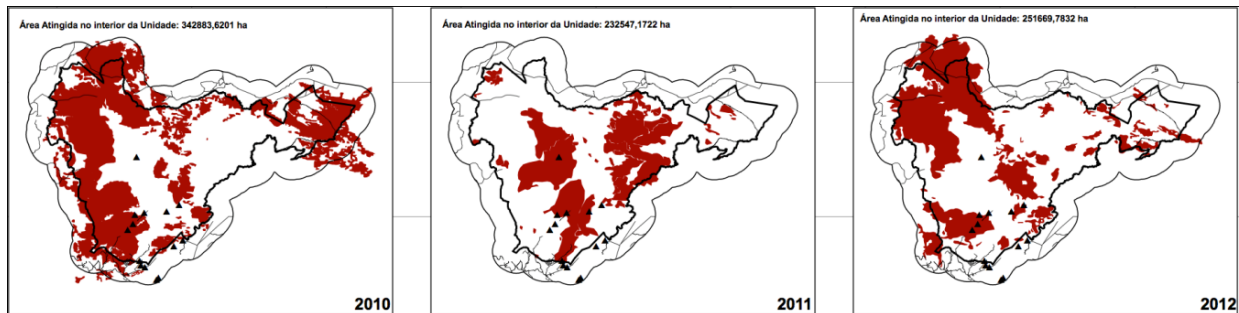 Área Atingida no interior da Unidade: 342883,6201 ha
2010
Área Atingida no interior da Unidade: 232547,1722 ha
2011
Área Atingida no interior da Unidade: 251669,7832 ha
2012